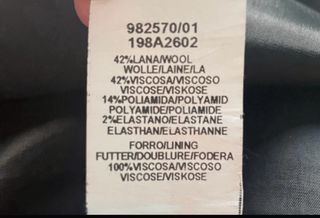 982570/01
198A2602
42%LANA/WOOL
WOLLE/LAINE/LA
42%VISCOSA/VISCOSO
VISCOSE/VISKOSE
14%POLIAMIDA/POLYAMID
POLYAMIDE/POLIAMIDE
2%ELASTANO/ELASTANE
ELASTHAN/ELASTHANNE
FORRO/LINING
FUTTER/DOUBLURE/FODERA
100%VISCOSA/VISCOSO
VISCOSE/VISKOSE